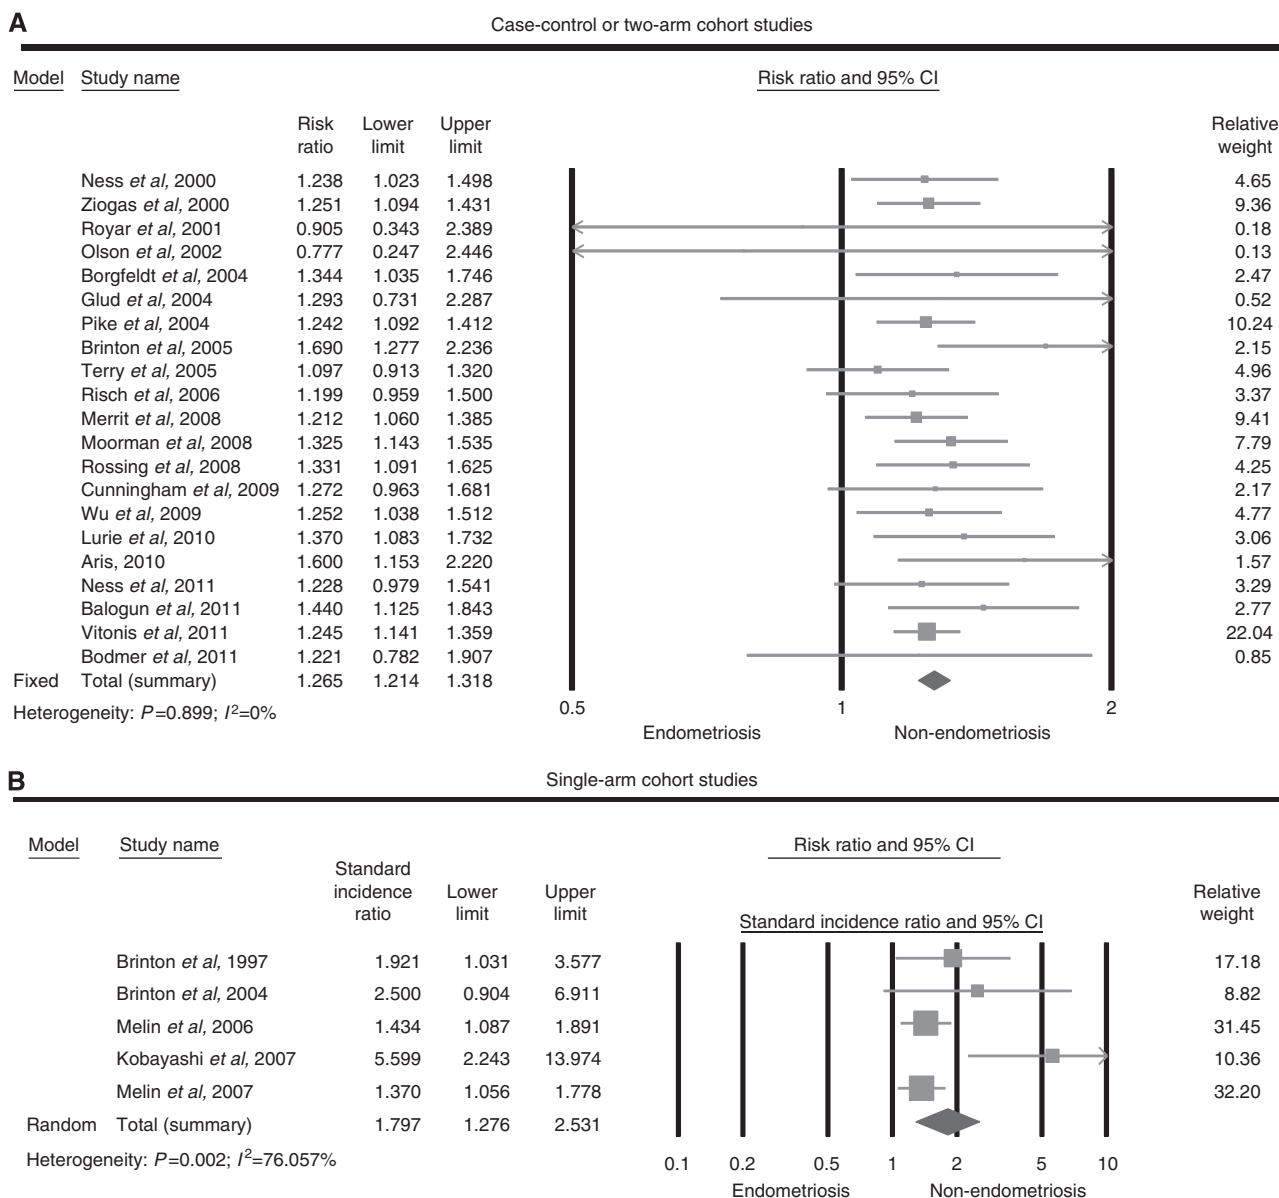 A
Case-control or two-arm cohort studies
Model Study name Risk ratio and 95% CI
Risk ratio Lower limit Upper limit Relative weight
Ness et al, 2000 1.238 1.023 1.498 4.65
Ziogas et al, 2000 1.251 1.094 1.431 9.36
Royar et al, 2001 0.905 0.343 2.389 0.18
Olson et al, 2002 0.777 0.247 2.446 0.13
Borgfeldt et al, 2004 1.344 1.035 1.746 2.47
Glud et al, 2004 1.293 0.731 2.287 0.52
Pike et al, 2004 1.242 1.092 1.412 10.24
Brinton et al, 2005 1.690 1.277 2.236 2.15
Terry et al, 2005 1.097 0.913 1.320 4.96
Risch et al, 2006 1.199 0.959 1.500 3.37
Merrit et al, 2008 1.212 1.060 1.385 9.41
Moorman et al, 2008 1.325 1.143 1.535 7.79
Rossing et al, 2008 1.331 1.091 1.625 4.25
Cunningham et al, 2009 1.272 0.963 1.681 2.17
Wu et al, 2009 1.252 1.038 1.512 4.77
Lurie et al, 2010 1.370 1.083 1.732 3.06
Aris, 2010 1.600 1.153 2.220 1.57
Ness et al, 2011 1.228 0.979 1.541 3.29
Balogun et al, 2011 1.440 1.125 1.843 2.77
Vitonis et al, 2011 1.245 1.141 1.359 22.04
Bodmer et al, 2011 1.221 0.782 1.907 0.85
Fixed Total (summary) 1.265 1.214 1.318
Heterogeneity: P=0.899; I²=0%
0.5 1 2
Endometriosis Non-endometriosis
B
Single-arm cohort studies
Model Study name Risk ratio and 95% CI
Standard incidence ratio Lower limit Upper limit Relative weight
Standard incidence ratio and 95% CI
Brinton et al, 1997 1.921 1.031 3.577 17.18
Brinton et al, 2004 2.500 0.904 6.911 8.82
Melin et al, 2006 1.434 1.087 1.891 31.45
Kobayashi et al, 2007 5.599 2.243 13.974 10.36
Melin et al, 2007 1.370 1.056 1.778 32.20
Random Total (summary) 1.797 1.276 2.531
Heterogeneity: P=0.002; I²=76.057%
0.1 0.2 0.5 1 2 5 10
Endometriosis Non-endometriosis